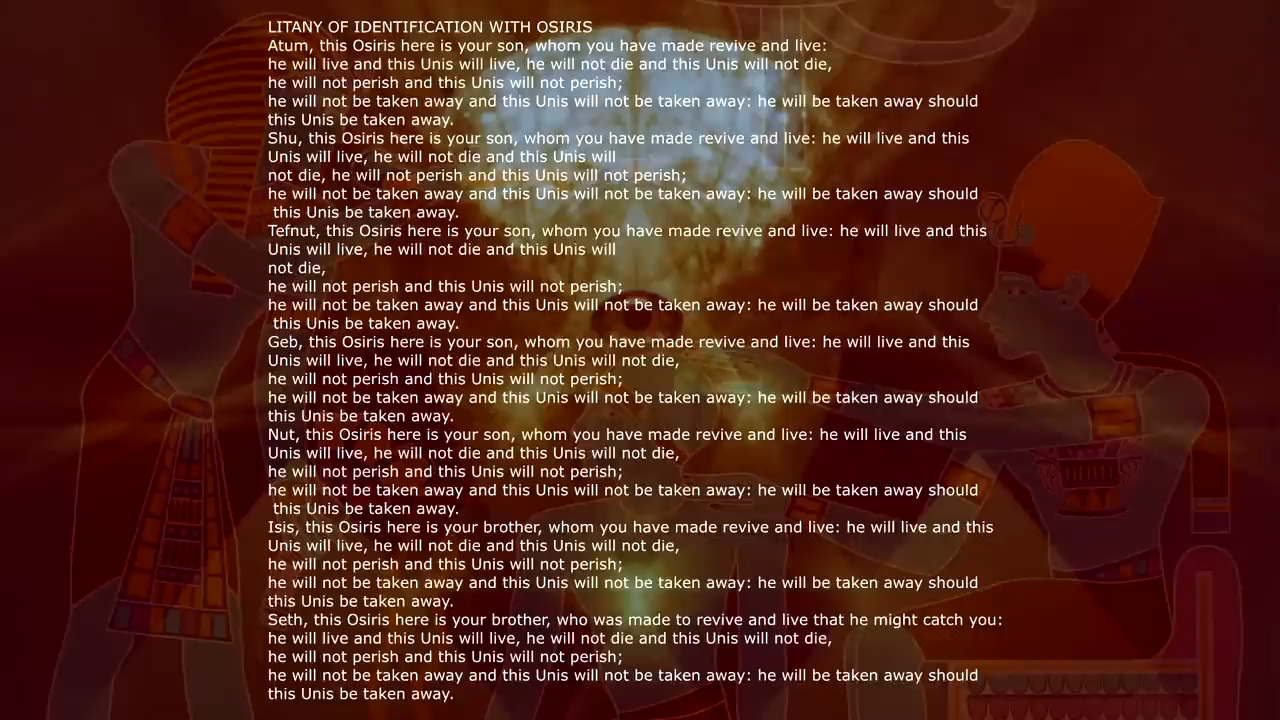 LITANY OF IDENTIFICATION WITH OSIRIS
Atum, this Osiris here is your son, whom you have made revive and live:
he will live and this Unis will live, he will not die and this Unis will not die,
he will not perish and this Unis will not perish;
he will not be taken away and this Unis will not be taken away: he will be taken away should
this Unis be taken away.
Shu, this Osiris here is your son, whom you have made revive and live: he will live and this
Unis will live, he will not die and this Unis will
not die, he will not perish and this Unis will not perish;
he will not be taken away and this Unis will not be taken away: he will be taken away should
this Unis be taken away.
Tefnut, this Osiris here is your son, whom you have made revive and live: he will live and this
Unis will live, he will not die and this Unis will
not die,
he will not perish and this Unis will not perish;
he will not be taken away and this Unis will not be taken away: he will be taken away should
this Unis be taken away.
Geb, this Osiris here is your son, whom you have made revive and live: he will live and this
Unis will live, he will not die and this Unis will not die,
he will not perish and this Unis will not perish;
he will not be taken away and this Unis will not be taken away: he will be taken away should
this Unis be taken away.
Nut, this Osiris here is your son, whom you have made revive and live: he will live and this
Unis will live, he will not die and this Unis will not die,
he will not perish and this Unis will not perish;
he will not be taken away and this Unis will not be taken away: he will be taken away should
this Unis be taken away.
Isis, this Osiris here is your brother, whom you have made revive and live: he will live and this
Unis will live, he will not die and this Unis will not die,
he will not perish and this Unis will not perish;
he will not be taken away and this Unis will not be taken away: he will be taken away should
this Unis be taken away.
Seth, this Osiris here is your brother, who was made to revive and live that he might catch you:
he will live and this Unis will live, he will not die and this Unis will not die,
he will not perish and this Unis will not perish;
he will not be taken away and this Unis will not be taken away: he will be taken away should
this Unis be taken away.